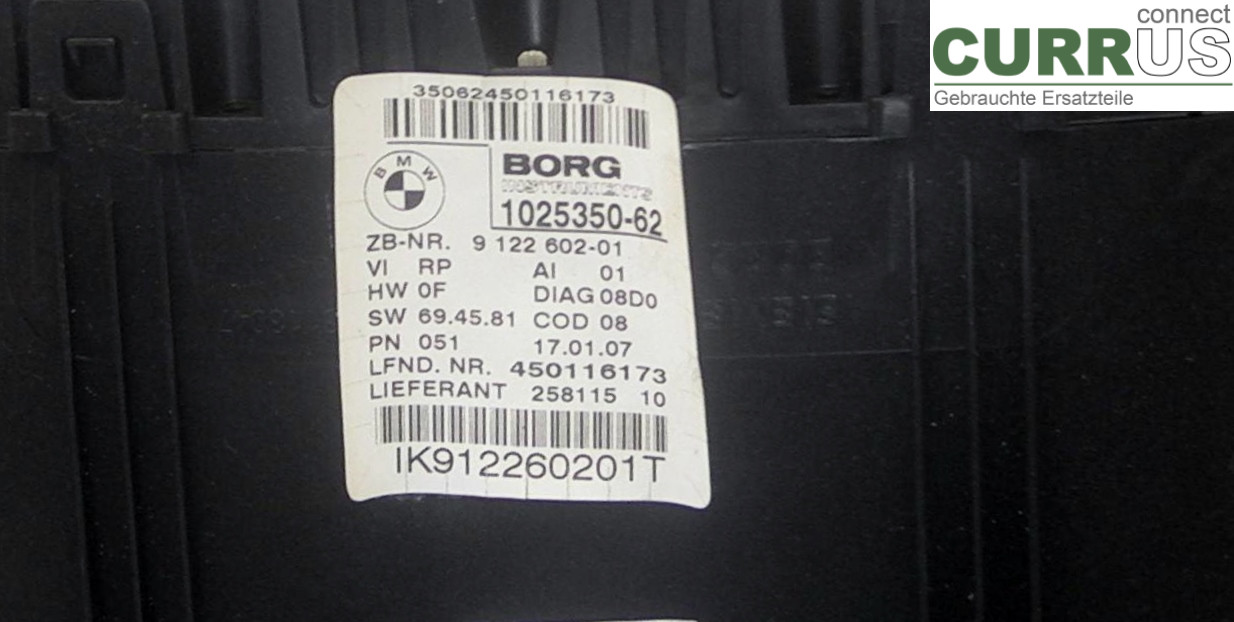 connect
CURRUS
Gebrauchte Ersatzteile
35062450116173
BMW
BORG
INSTRUMENTS
1025350-62
ZB-NR. 9 122 602-01
VI RP AI 01
HW 0F DIAG 08D0
SW 69.45.81 COD 08
PN 051 17.01.07
LFND. NR. 450116173
LIEFERANT 258115 10
IK912260201T